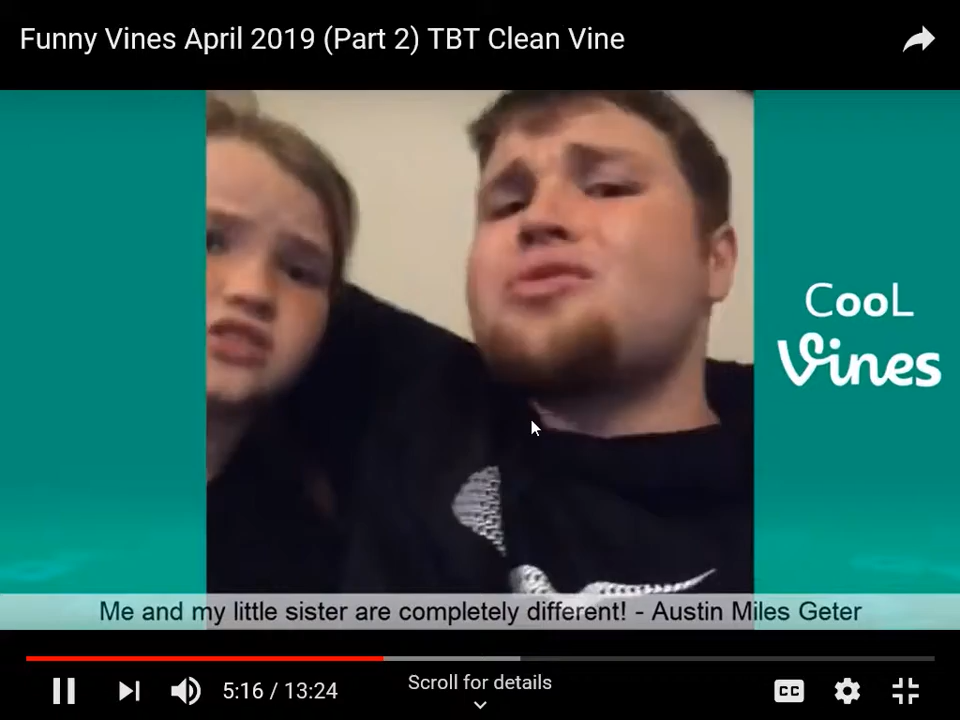 Funny Vines April 2019 (Part 2) TBT Clean Vine
CooL
Vines
Me and my little sister are completely different! - Austin Miles Geter
5:16 / 13:24
Scroll for details
CC